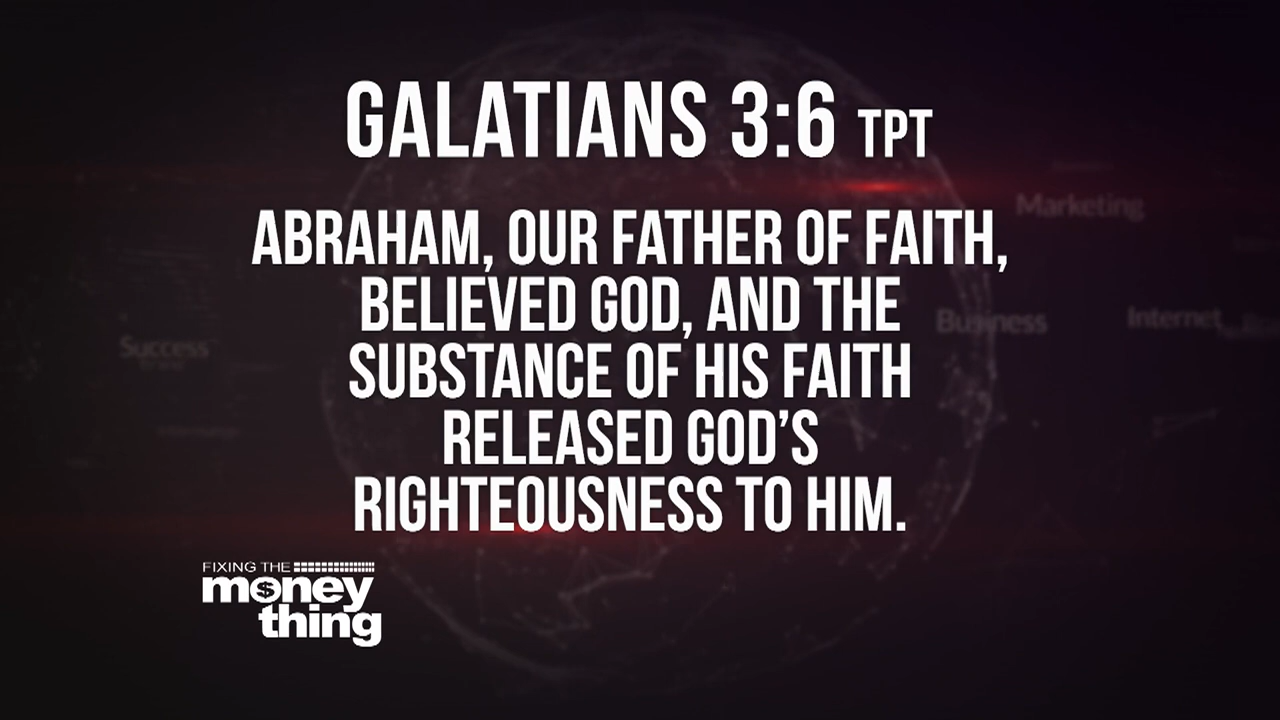 GALATIANS 3:6 TPT
ABRAHAM, OUR FATHER OF FAITH,
BELIEVED GOD, AND THE
SUBSTANCE OF HIS FAITH
RELEASED GOD’S
RIGHTEOUSNESS TO HIM.
Marketing
Business
Internet
Success
FIXING THE
money
thing